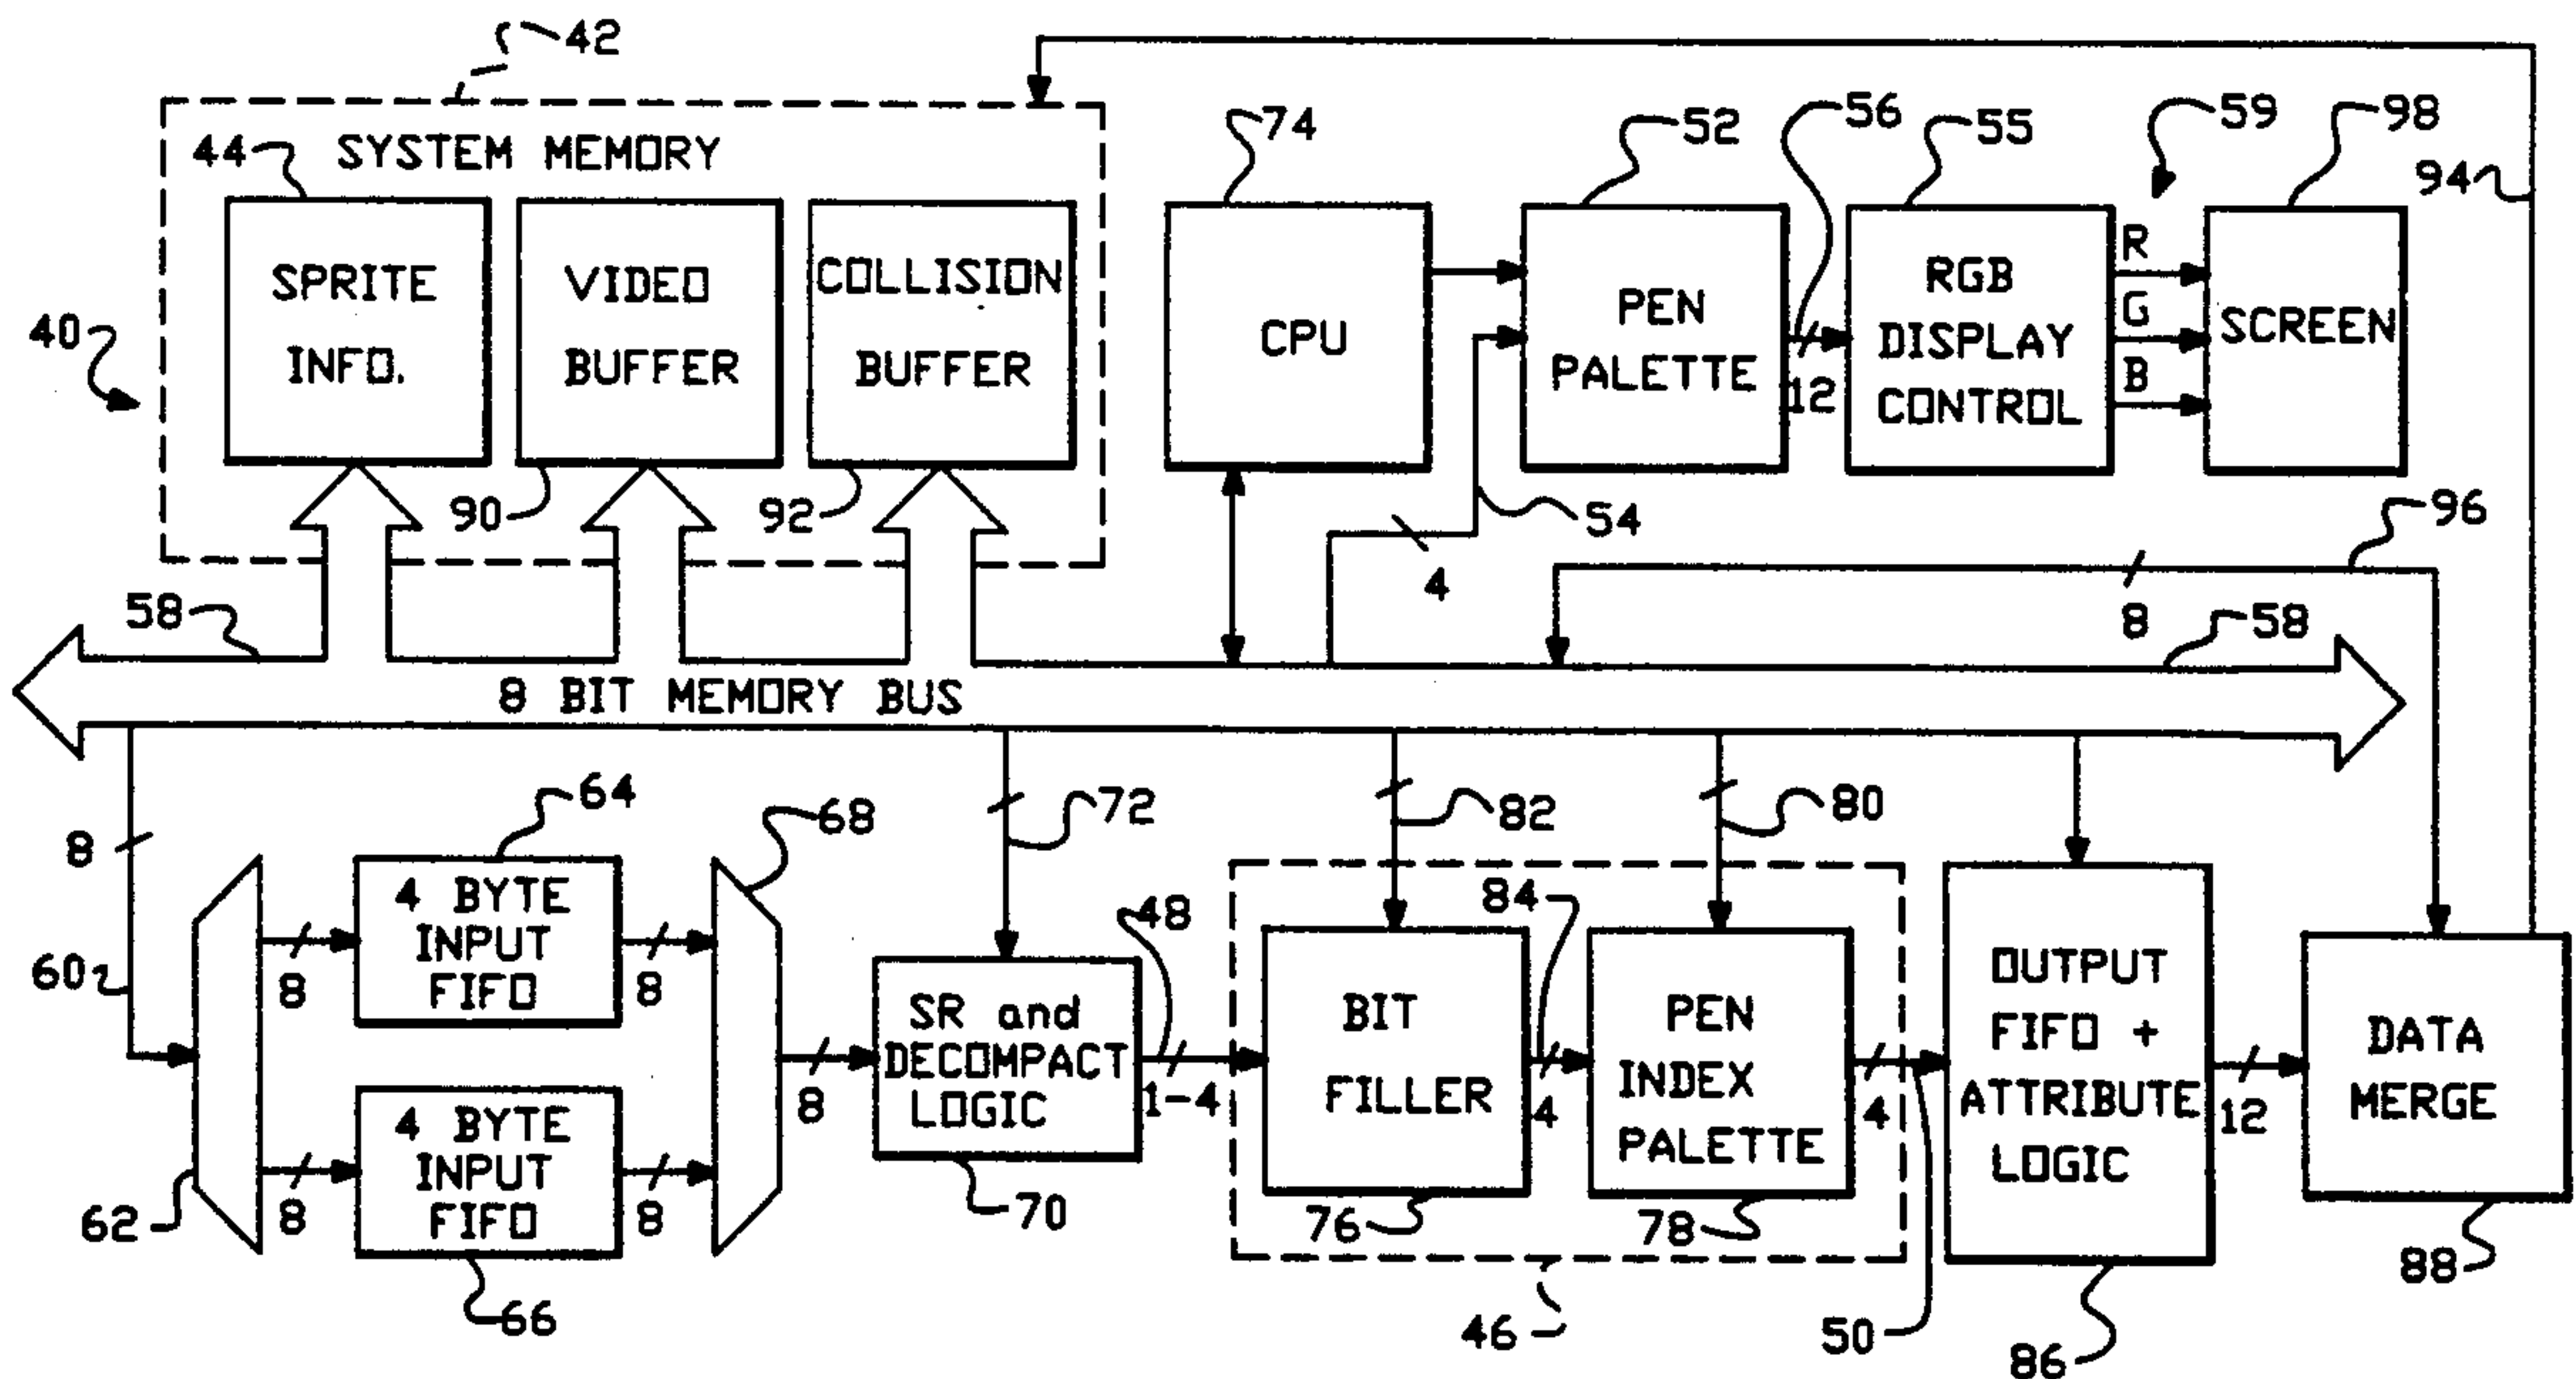 42
SYSTEM MEMORY
44
SPRITE
INFO.
VIDEO
BUFFER
COLLISION
BUFFER
40
90
92
74
CPU
52
PEN
PALETTE
56
12
55
RGB
DISPLAY
CONTROL
59
R
G
B
98
SCREEN
94
54
4
96
8
58
58
8 BIT MEMORY BUS
8
60
62
64
4 BYTE
INPUT
FIFO
8
8
4 BYTE
INPUT
FIFO
8
8
66
68
8
72
SR and
DECOMPACT
LOGIC
70
48
1-4
82
BIT
FILLER
76
84
4
80
PEN
INDEX
PALETTE
78
4
46
50
OUTPUT
FIFO +
ATTRIBUTE
LOGIC
86
12
DATA
MERGE
88